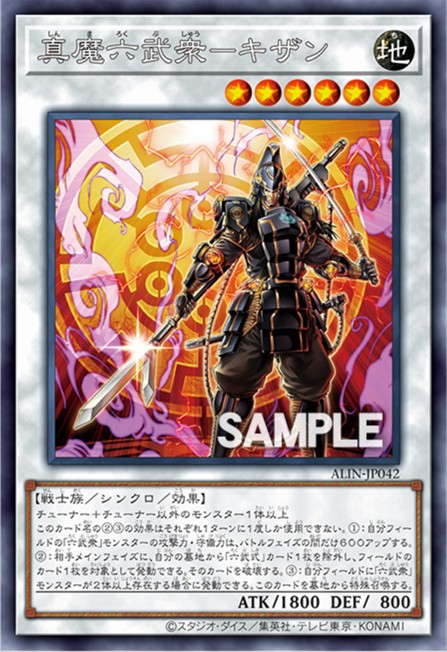 真魔六武衆-キザン
しん ま ろく ぶ しゅう
地
ち
SAMPLE
ALIN-JP042
【戦士族/シンクロ/効果】
チューナー+チューナー以外のモンスター1体以上
このカード名の②③の効果はそれぞれ1ターンに1度しか使用できない。①:自分フィー
ルドの「六武衆」モンスターの攻撃力・守備力は、バトルフェイズの間だけ600アップする。
②:相手メインフェイズに、自分の墓地から「六武式」カード1枚を除外し、フィールドの
カード1枚を対象として発動できる。そのカードを破壊する。③:自分フィールドに「六武衆」
モンスターが2体以上存在する場合に発動できる。このカードを墓地から特殊召喚する。
ATK/1800 DEF/ 800
©スタジオ・ダイス/集英社・テレビ東京・KONAMI